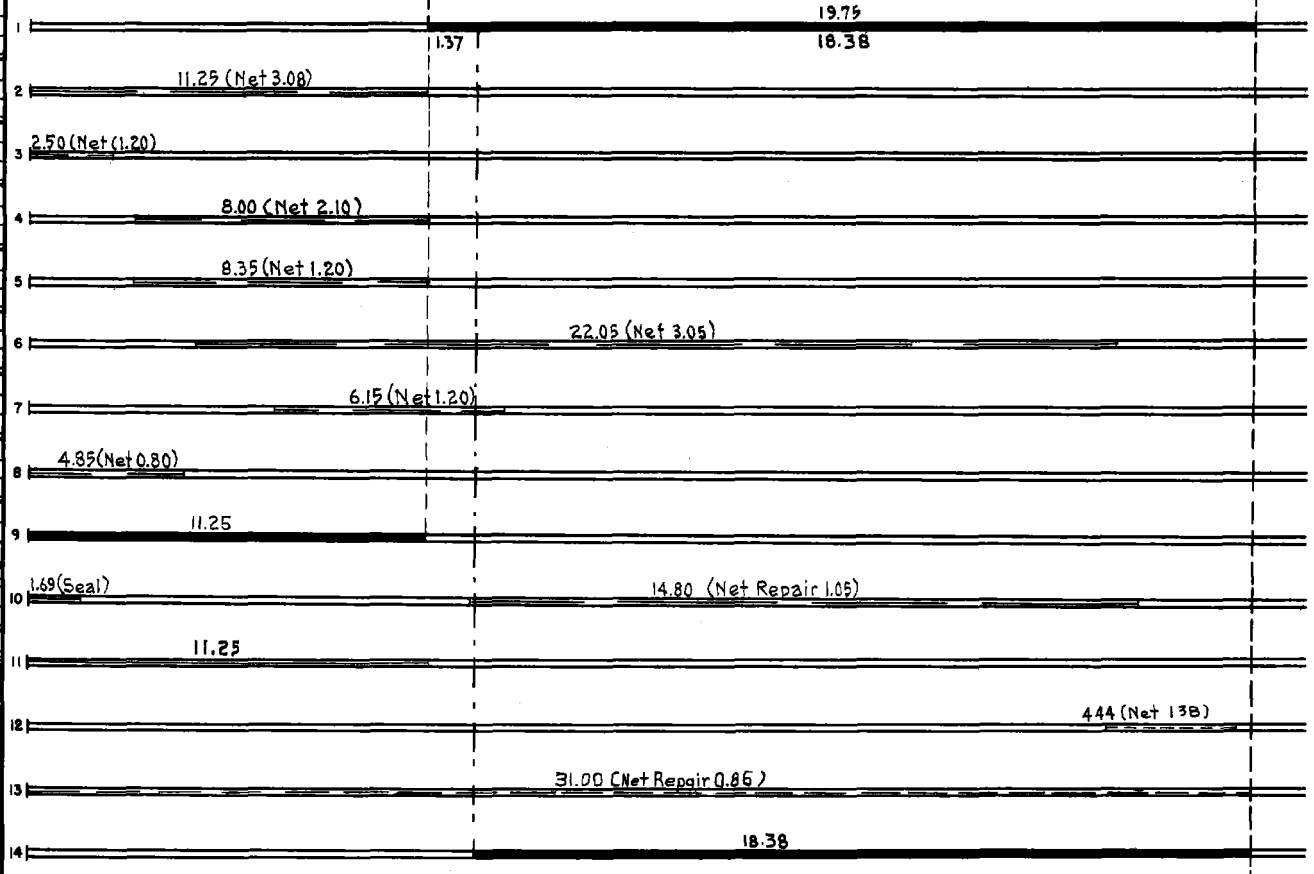 19.75
1
1.37 18.38
11.25 (Net 3.08)
2
2.50 (Net (1.20)
3
8.00 (Net 2.10)
4
8.35 (Net 1.20)
5
22.05 (Net 3.05)
6
6.15 (Net 1.20)
7
4.85 (Net 0.80)
8
11.25
9
1.69 (Seal) 14.80 (Net Repair 1.05)
10
11.25
11
444 (Net 138)
12
31.00 (Net Repair 0.86)
13
18.38
14